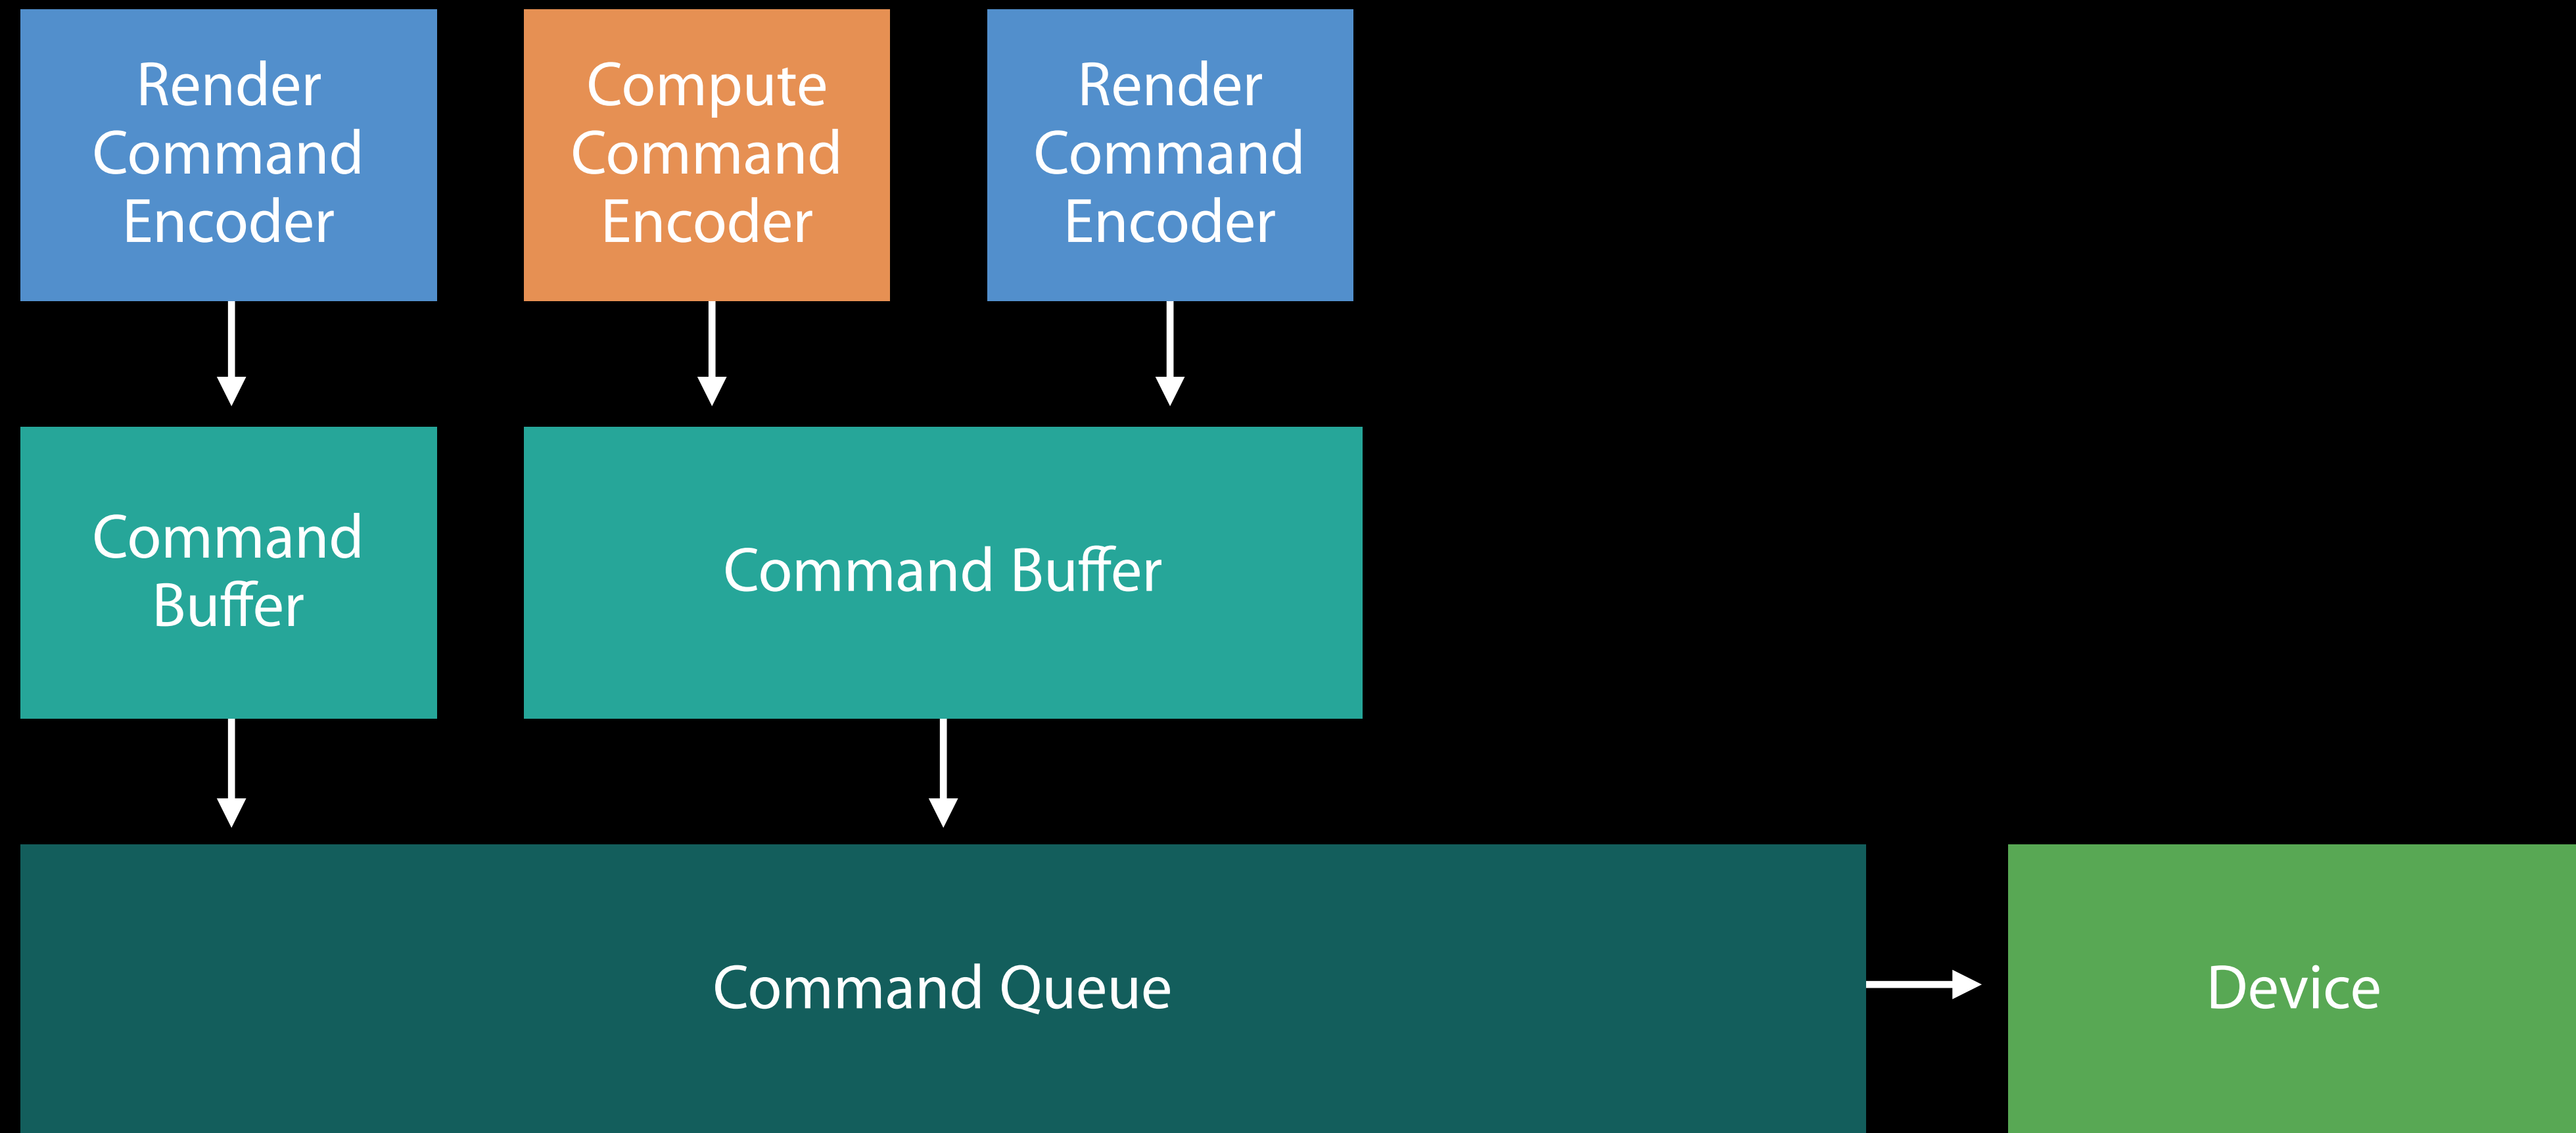 Render
Command
Encoder
Compute
Command
Encoder
Render
Command
Encoder
Command
Buffer
Command Buffer
Command Queue
Device